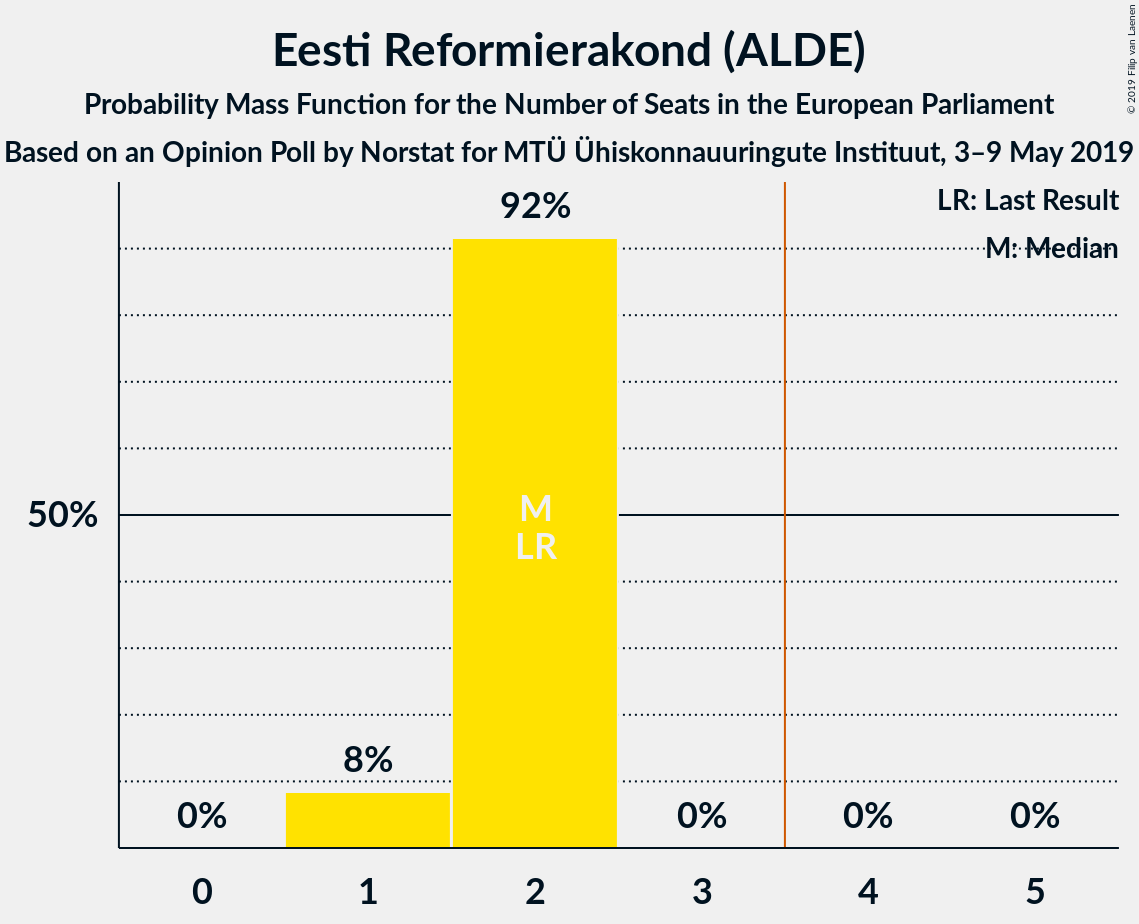 Eesti Reformierakond (ALDE)
Probability Mass Function for the Number of Seats in the European Parliament
Based on an Opinion Poll by Norstat for MTÜ Ühiskonnauuringute Instituut, 3–9 May 2019
© 2019 Filip van Laenen
LR: Last Result
M: Median
92%
50%
M
LR
8%
0%
0%
0%
0%
0
1
2
3
4
5